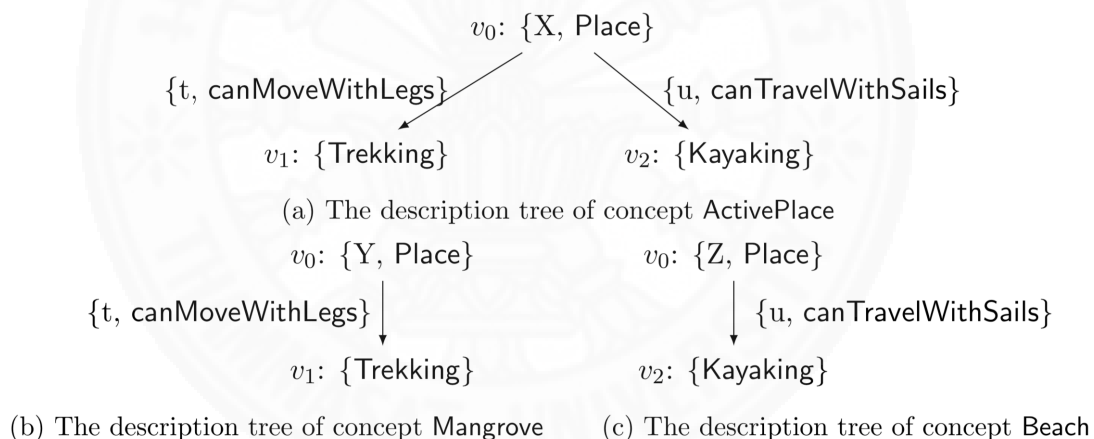 v₀: {X, Place}
{t, canMoveWithLegs} {u, canTravelWithSails}
v₁: {Trekking} v₂: {Kayaking}
(a) The description tree of concept ActivePlace
v₀: {Y, Place} v₀: {Z, Place}
{t, canMoveWithLegs} {u, canTravelWithSails}
v₁: {Trekking} v₂: {Kayaking}
(b) The description tree of concept Mangrove (c) The description tree of concept Beach